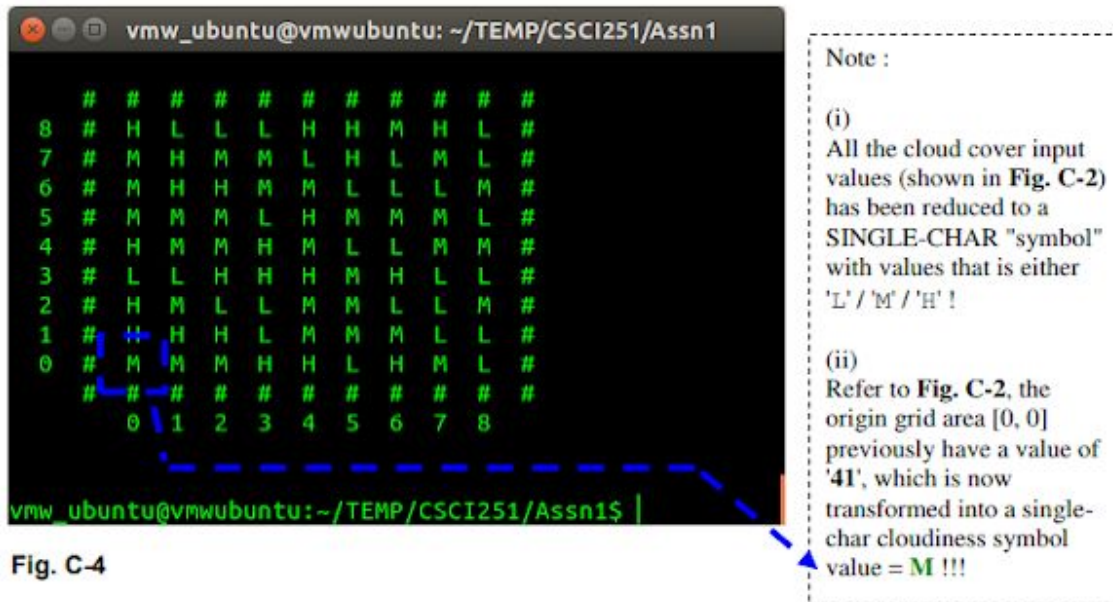 vmw_ubuntu@vmwubuntu: ~/TEMP/CSCI251/Assn1
# # # # # # # # # # #
8 # H L L L H H M H L #
7 # M H M M L H L M L #
6 # M H H M M L L L M #
5 # M M M L H M M M L #
4 # H M M H M L L M M #
3 # L L H H H M H L L #
2 # H M L L M L L L M #
1 # H H H L M M M L L #
0 # M M M H H L H M L #
# # # # # # # # # # #
0 1 2 3 4 5 6 7 8
vmw_ubuntu@vmwubuntu:~/TEMP/CSCI251/Assn1$
Fig. C-4
Note :
(i)
All the cloud cover input
values (shown in Fig. C-2)
has been reduced to a
SINGLE-CHAR "symbol"
with values that is either
'L' / 'M' / 'H' !
(ii)
Refer to Fig. C-2, the
origin grid area [0, 0]
previously have a value of
'41', which is now
transformed into a single-
char cloudiness symbol
value = M !!!